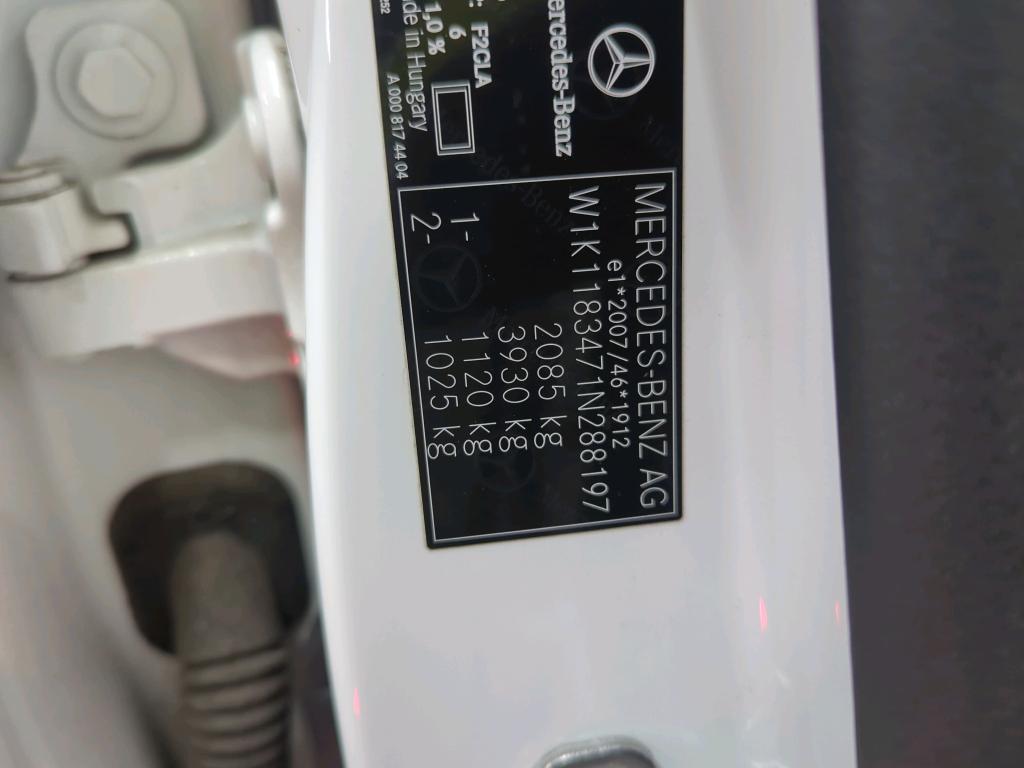 Mercedes-Benz
F2CLA
6
1,0 %
de in Hungary
A 000 817 44 04
252
MERCEDES-BENZ AG
e1*2007/46*1912
W1K1183471N288197
2085 kg
3930 kg
1- 1120 kg
2- 1025 kg